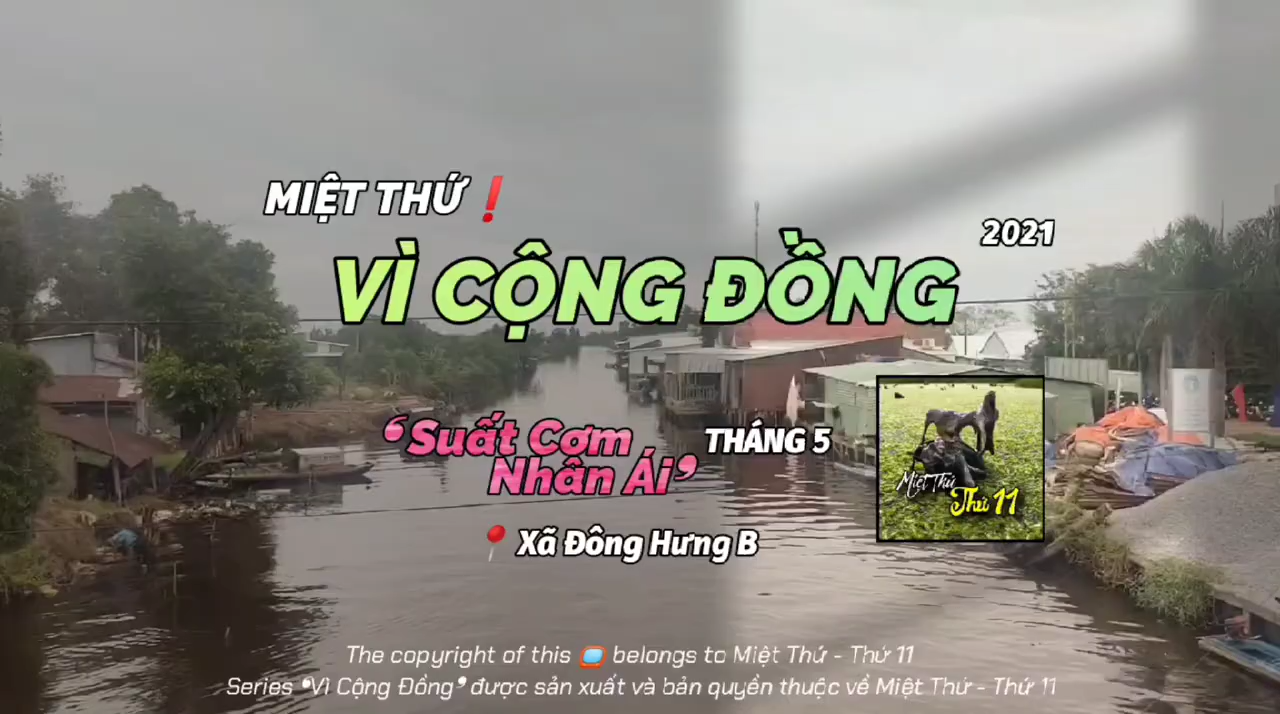 MIỆT THỨ❗
2021
VÌ CỘNG ĐỒNG
‘Suất Cơm
Nhân Ái’
THÁNG 5
Miệt Thứ
Thứ 11
📍 Xã Đông Hưng B
The copyright of this belongs to Miệt Thứ - Thứ 11
Series ❛Vì Cộng Đồng❜ được sản xuất và bản quyền thuộc về Miệt Thứ - Thứ 11